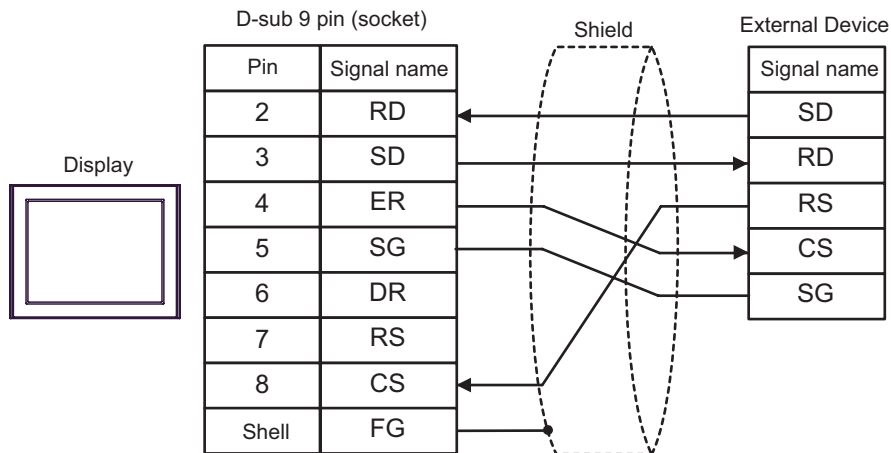 D-sub 9 pin (socket)
Shield
External Device
Pin Signal name
Signal name
2 RD
SD
3 SD
RD
Display
4 ER
RS
5 SG
CS
6 DR
SG
7 RS
8 CS
Shell FG